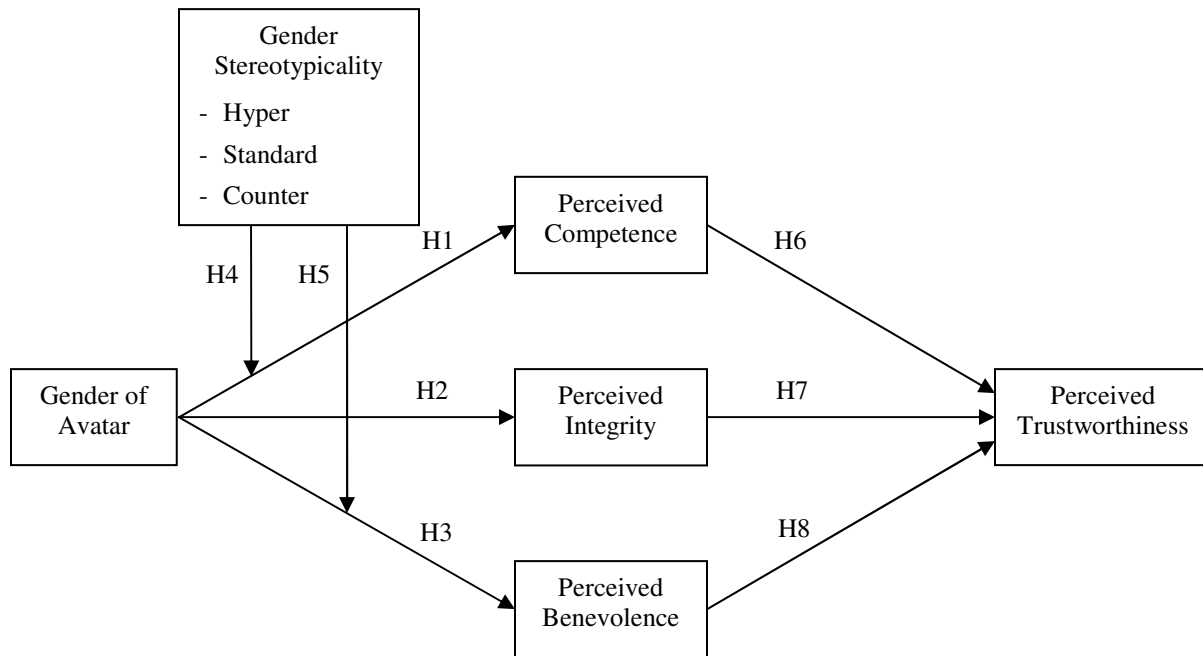 Gender
Stereotypicality
- Hyper
- Standard
- Counter
Perceived
Competence
H1
H6
H4
H5
Gender of
Avatar
H2
Perceived
Integrity
H7
Perceived
Trustworthiness
H3
H8
Perceived
Benevolence